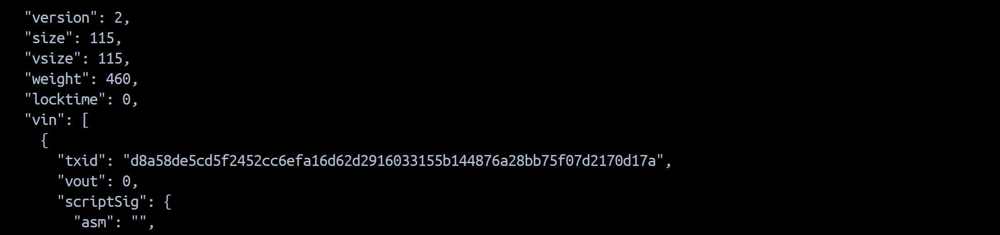 "version": 2,
"size": 115,
"vsize": 115,
"weight": 460,
"locktime": 0,
"vin": [
{
"txid": "d8a58de5cd5f2452cc6efa16d62d2916033155b144876a28bb75f07d2170d17a",
"vout": 0,
"scriptSig": {
"asm": "",